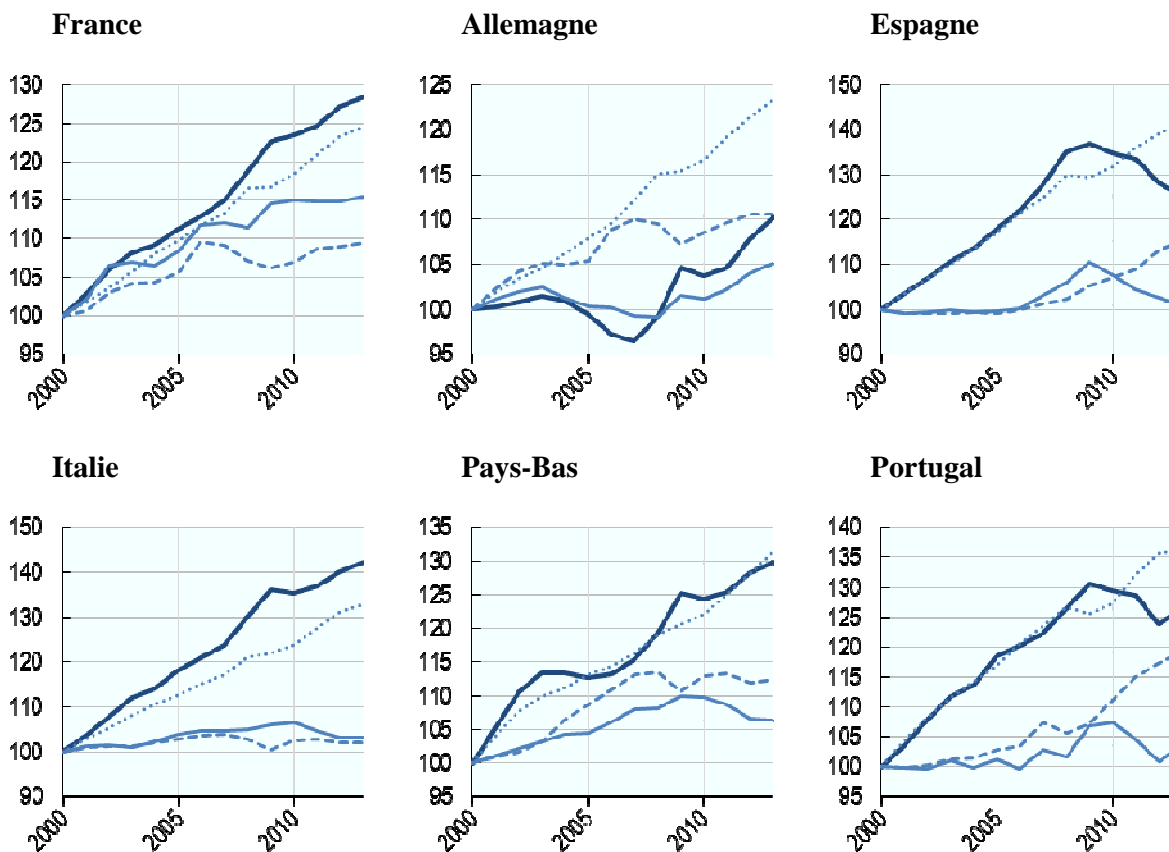 France Allemagne Espagne
130 125 150
125 120 140
120 115 130
115 110 120
110 105 110
105 100 100
100 95 90
95
2000 2005 2010 2000 2005 2010 2000 2005 2010
Italie Pays-Bas Portugal
150 135 140
140 130 135
130 125 130
120 120 125
110 115 120
100 110 115
90 105 110
100 105
95 100
95
2000 2005 2010 2000 2005 2010 2000 2005 2010